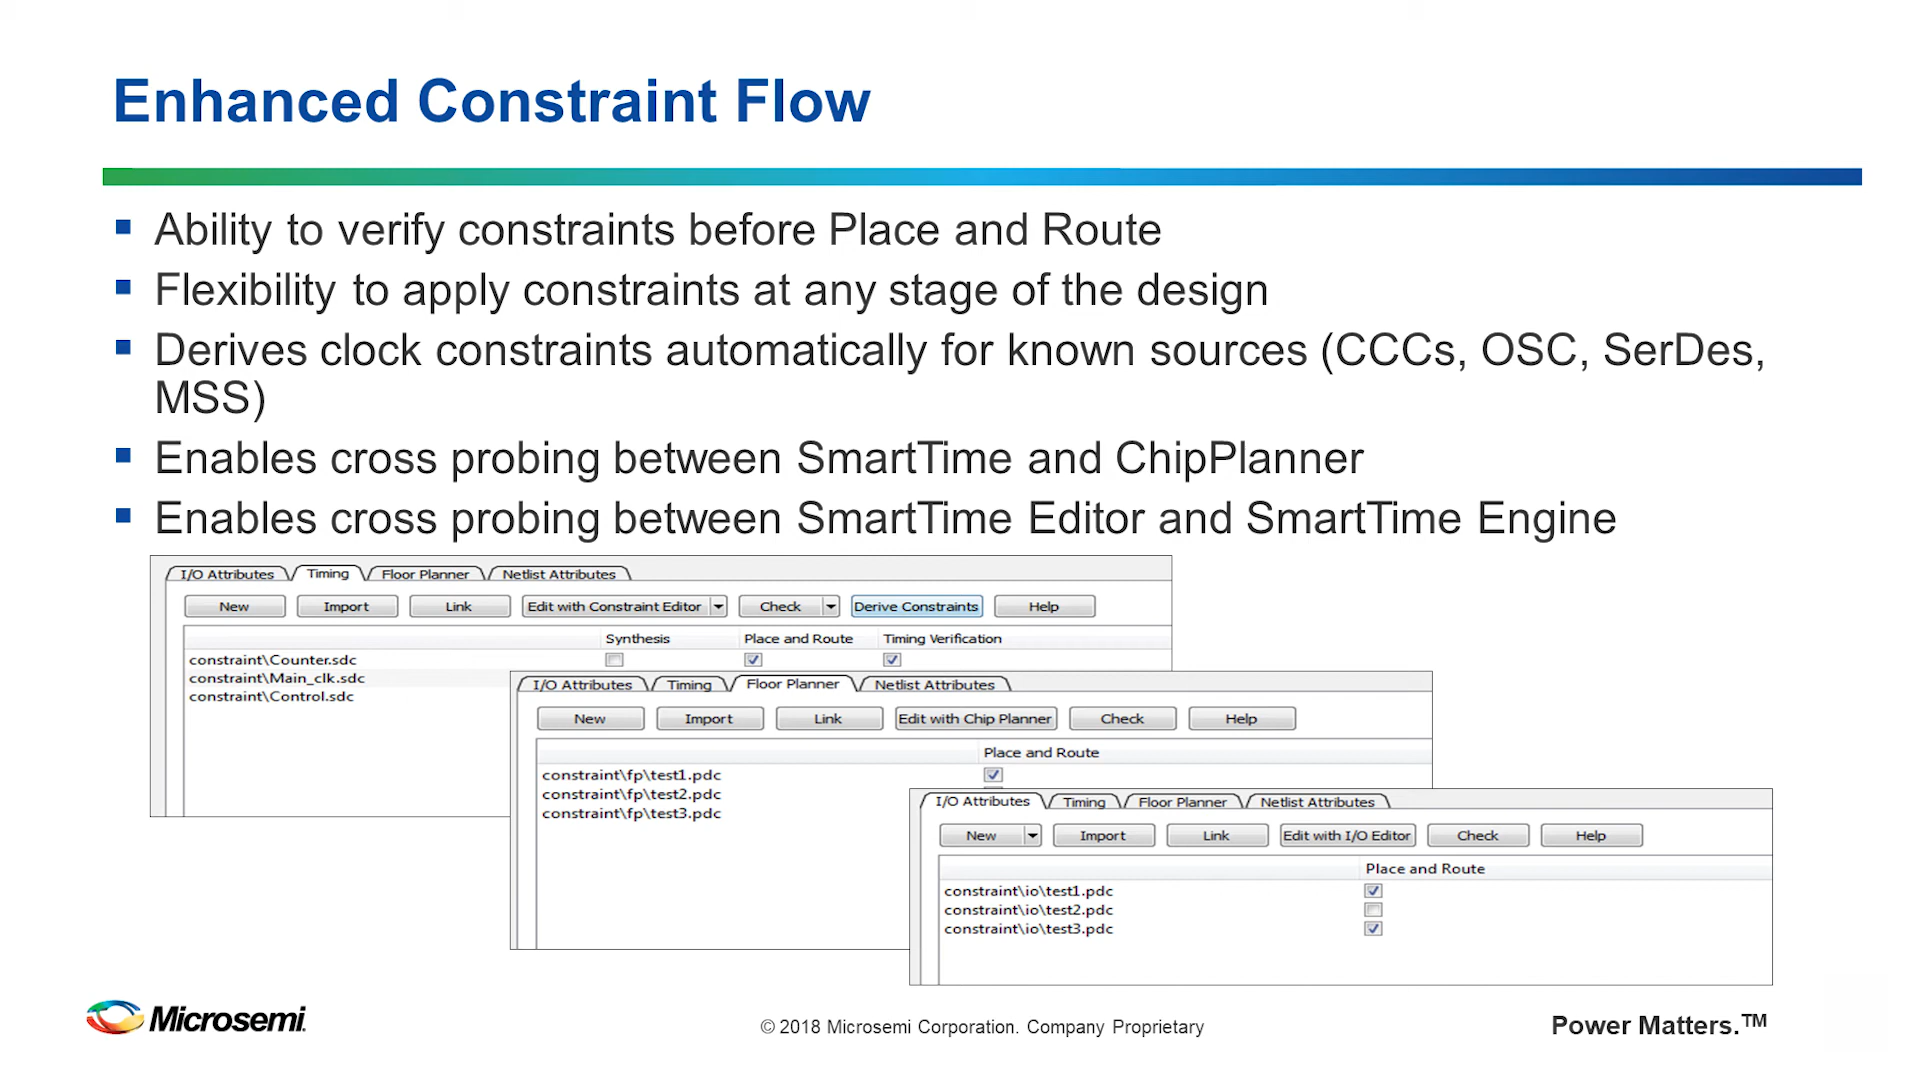 Enhanced Constraint Flow
Ability to verify constraints before Place and Route
Flexibility to apply constraints at any stage of the design
Derives clock constraints automatically for known sources (CCCs, OSC, SerDes,
MSS)
Enables cross probing between SmartTime and ChipPlanner
Enables cross probing between SmartTime Editor and SmartTime Engine
I/O Attributes Timing Floor Planner Netlist Attributes
New Import Link Edit with Constraint Editor Check Derive Constraints Help
Synthesis Place and Route Timing Verification
constraint\Counter.sdc
constraint\Main_clk.sdc
constraint\Control.sdc
I/O Attributes Timing Floor Planner Netlist Attributes
New Import Link Edit with Chip Planner Check Help
Place and Route
constraint\fp\test1.pdc
constraint\fp\test2.pdc
constraint\fp\test3.pdc
I/O Attributes Timing Floor Planner Netlist Attributes
New Import Link Edit with I/O Editor Check Help
Place and Route
constraint\io\test1.pdc
constraint\io\test2.pdc
constraint\io\test3.pdc
Microsemi.
© 2018 Microsemi Corporation. Company Proprietary
Power Matters.™